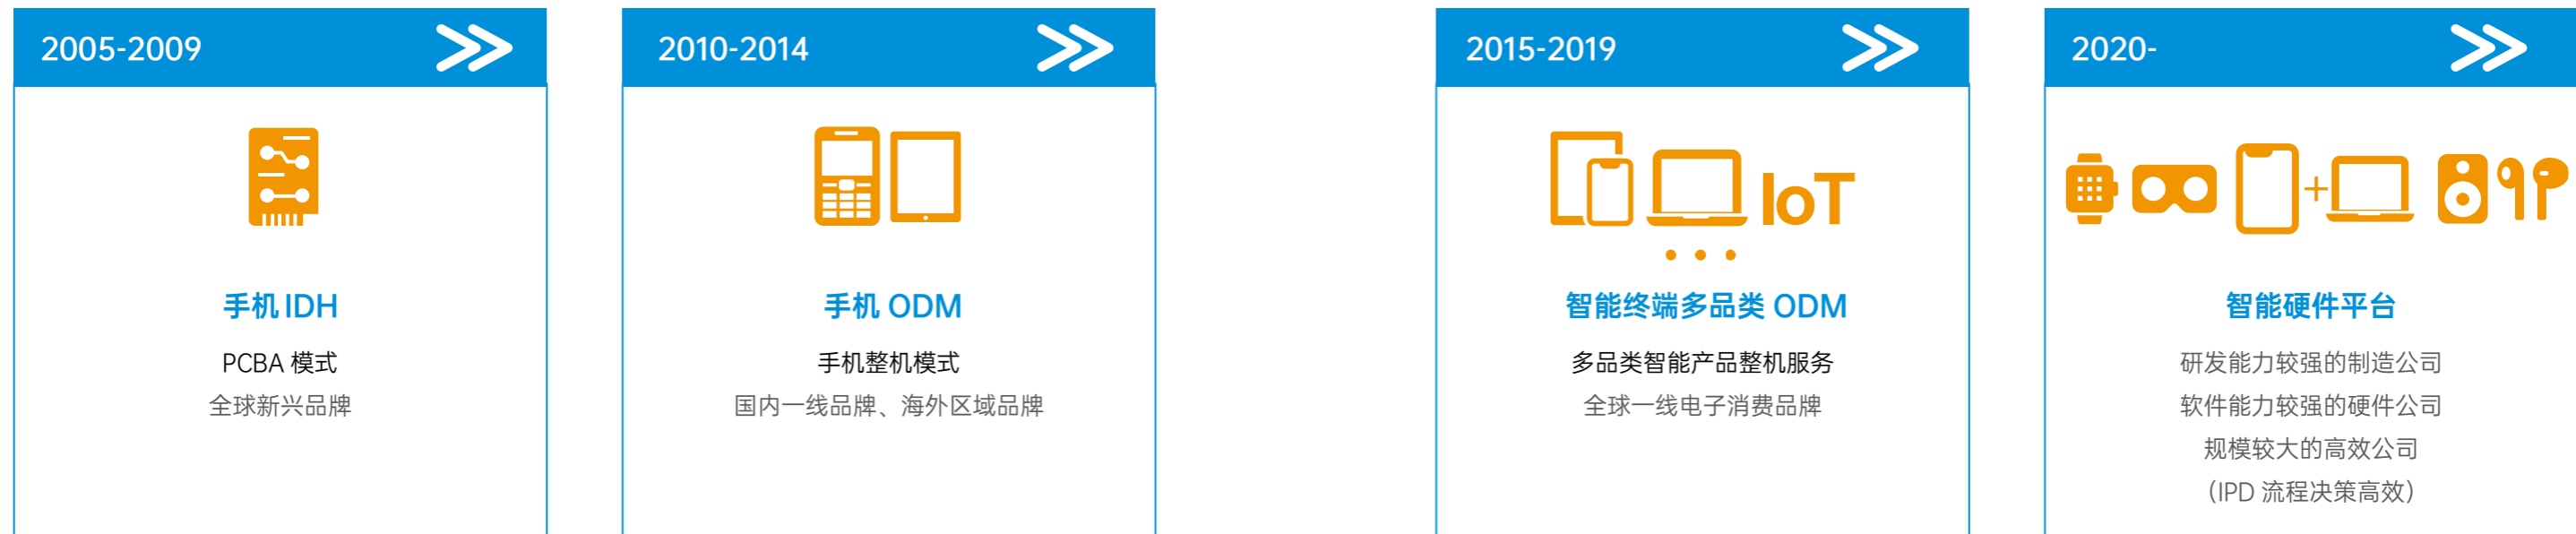 2005-2009
手机 IDH
PCBA 模式
全球新兴品牌
2010-2014
手机 ODM
手机整机模式
国内一线品牌、海外区域品牌
2015-2019
IoT
智能终端多品类 ODM
多品类智能产品整机服务
全球一线电子消费品牌
2020-
+
智能硬件平台
研发能力较强的制造公司
软件能力较强的硬件公司
规模较大的高效公司
（IPD 流程决策高效）